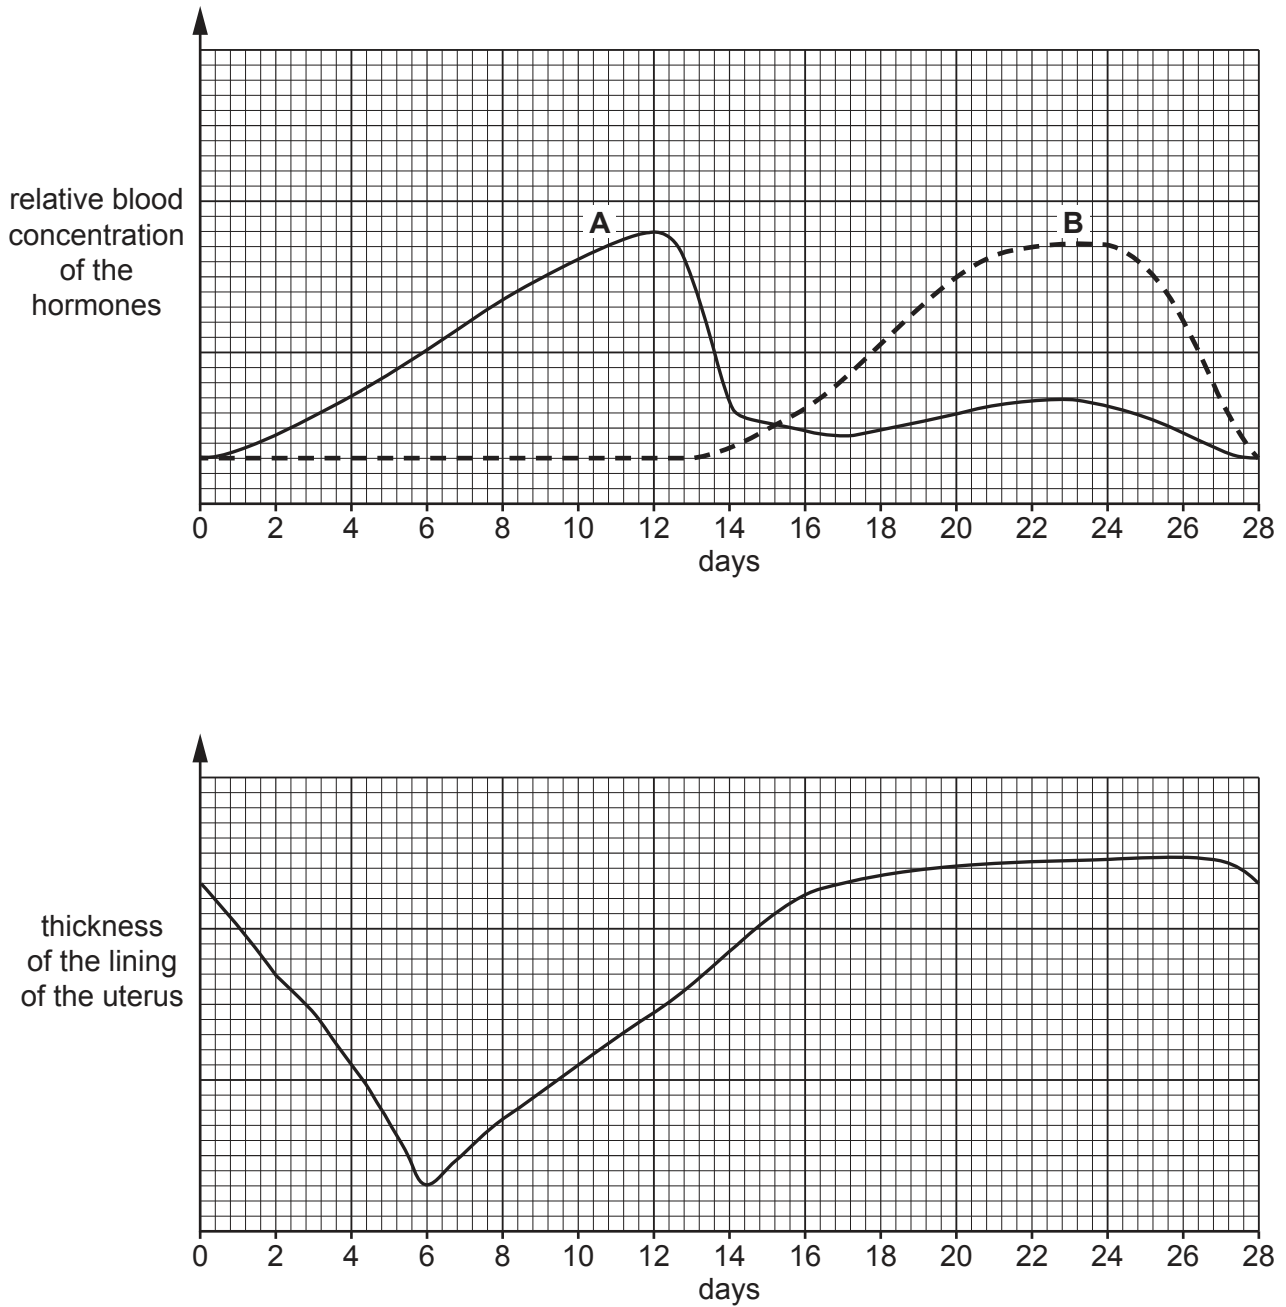 relative blood
concentration
of the
hormones
A
B
0 2 4 6 8 10 12 14 16 18 20 22 24 26 28
days
thickness
of the lining
of the uterus
0 2 4 6 8 10 12 14 16 18 20 22 24 26 28
days